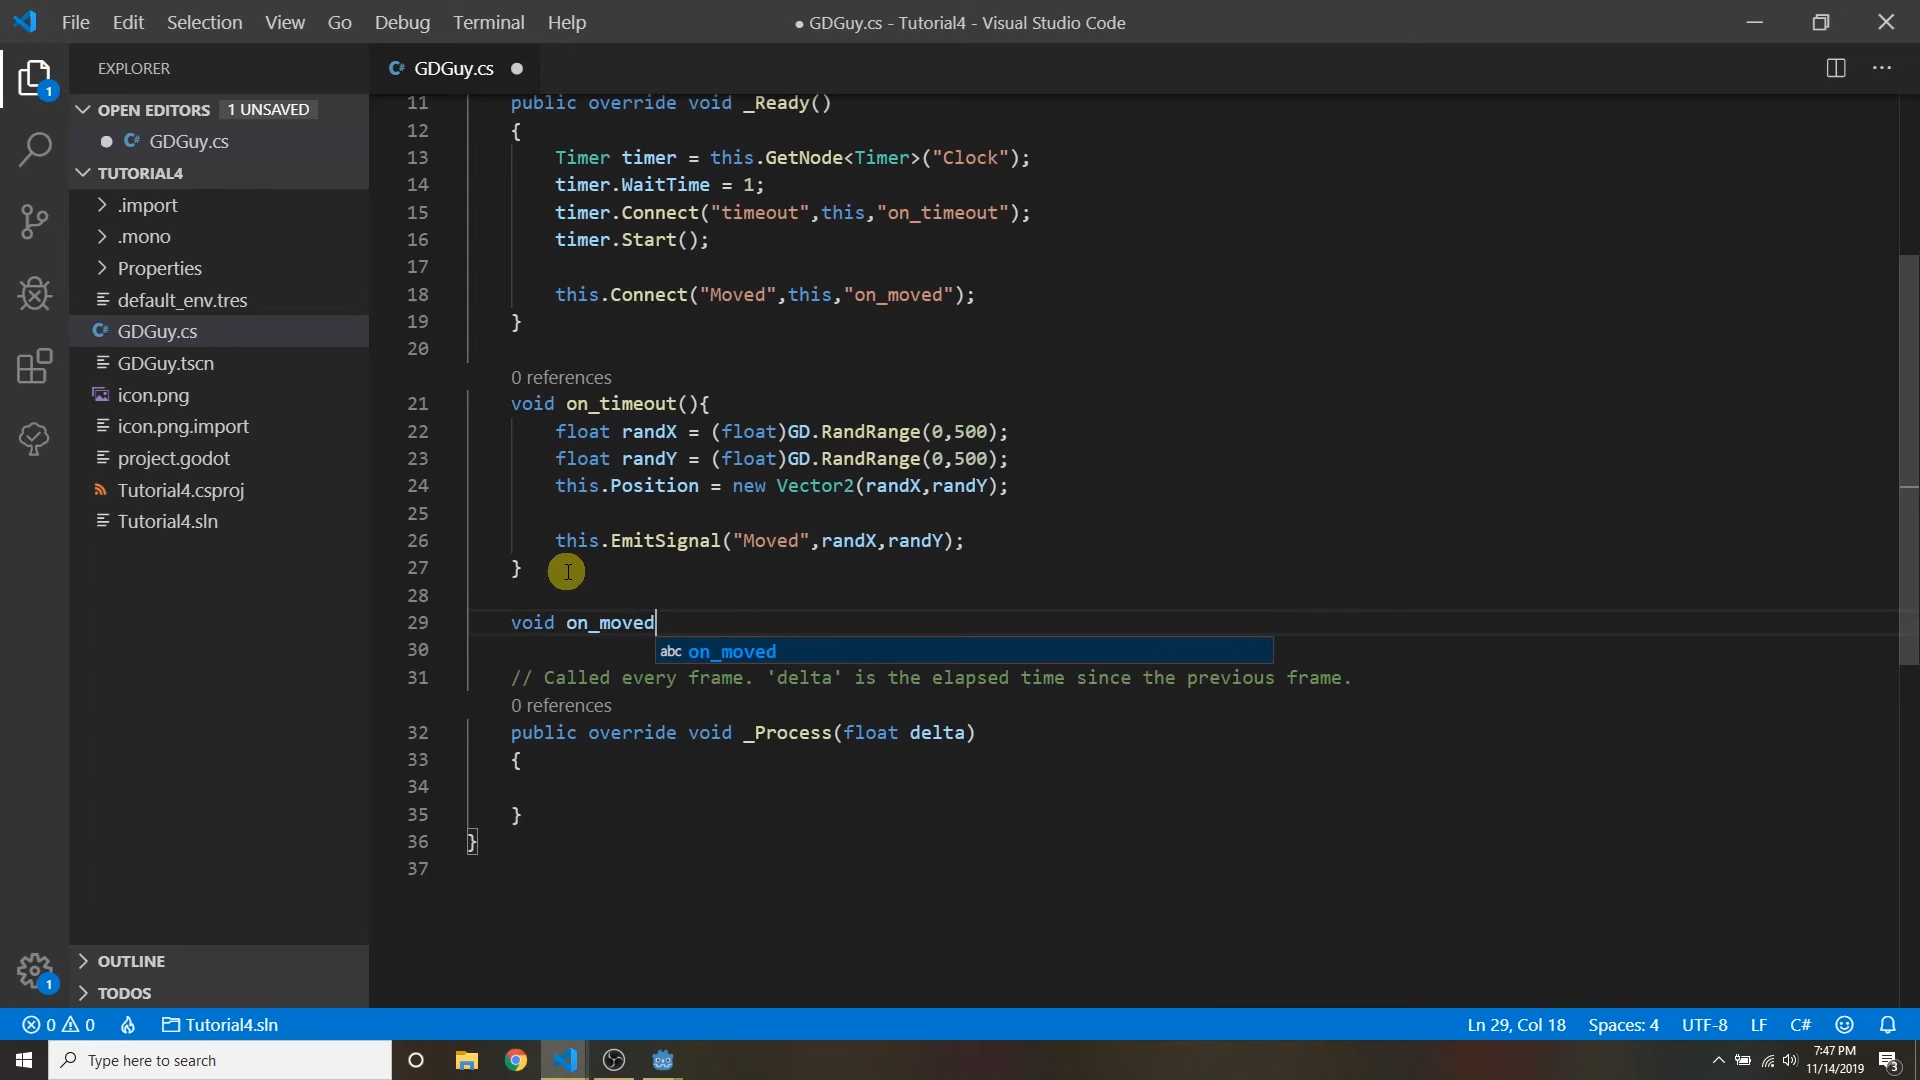 File Edit Selection View Go Debug Terminal Help
● GDGuy.cs - Tutorial4 - Visual Studio Code
EXPLORER
OPEN EDITORS 1 UNSAVED
GDGuy.cs
TUTORIAL4
.import
.mono
Properties
default_env.tres
GDGuy.cs
GDGuy.tscn
icon.png
icon.png.import
project.godot
Tutorial4.csproj
Tutorial4.sln
OUTLINE
TODOS
1
1
GDGuy.cs
11 public override void _Ready()
12 {
13 Timer timer = this.GetNode<Timer>("Clock");
14 timer.WaitTime = 1;
15 timer.Connect("timeout",this,"on_timeout");
16 timer.Start();
17
18 this.Connect("Moved",this,"on_moved");
19 }
20
0 references
21 void on_timeout(){
22 float randX = (float)GD.RandRange(0,500);
23 float randY = (float)GD.RandRange(0,500);
24 this.Position = new Vector2(randX,randY);
25
26 this.EmitSignal("Moved",randX,randY);
27 }
28
29 void on_moved
30 abc on_moved
31 // Called every frame. 'delta' is the elapsed time since the previous frame.
0 references
32 public override void _Process(float delta)
33 {
34
35 }
36 }
37
0 0 Tutorial4.sln Ln 29, Col 18 Spaces: 4 UTF-8 LF C#
Type here to search
7:47 PM
11/14/2019
3